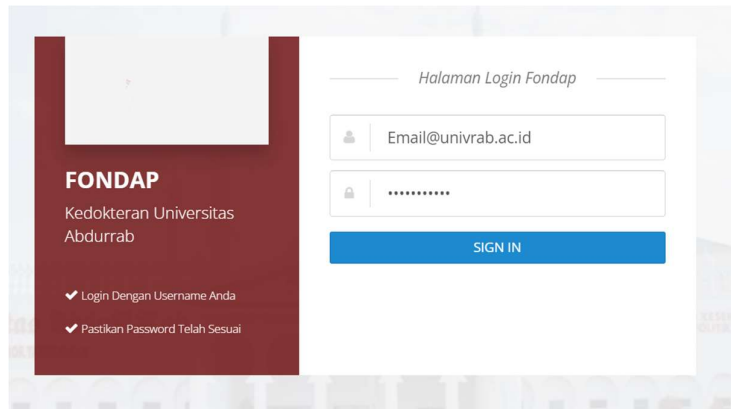 FONDAP
Kedokteran Universitas
Abdurrab
✔ Login Dengan Username Anda
✔ Pastikan Password Telah Sesuai
Halaman Login Fondap
Email@univrab.ac.id
•••••••••••
SIGN IN